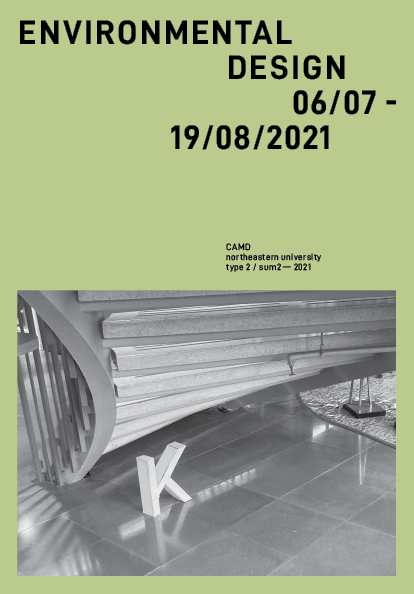 ENVIRONMENTAL
DESIGN
06/07 -
19/08/2021
CAMD
northeastern university
type 2 / sum2 — 2021
K